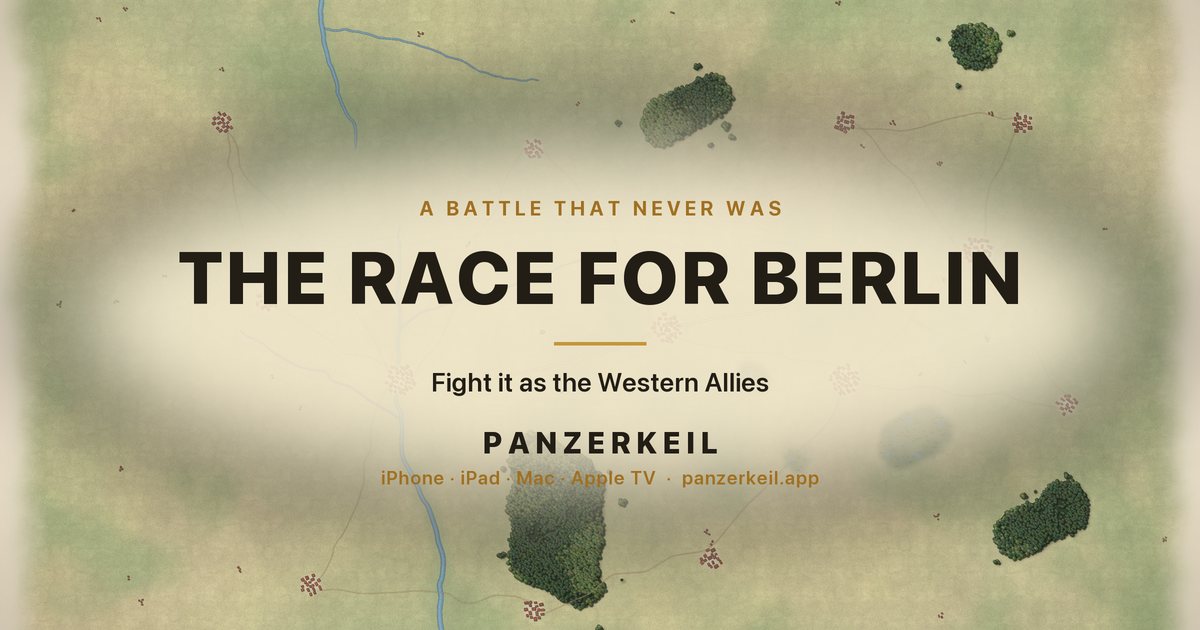 A BATTLE THAT NEVER WAS
THE RACE FOR BERLIN
Fight it as the Western Allies
PANZERKEIL
iPhone · iPad · Mac · Apple TV · panzerkeil.app